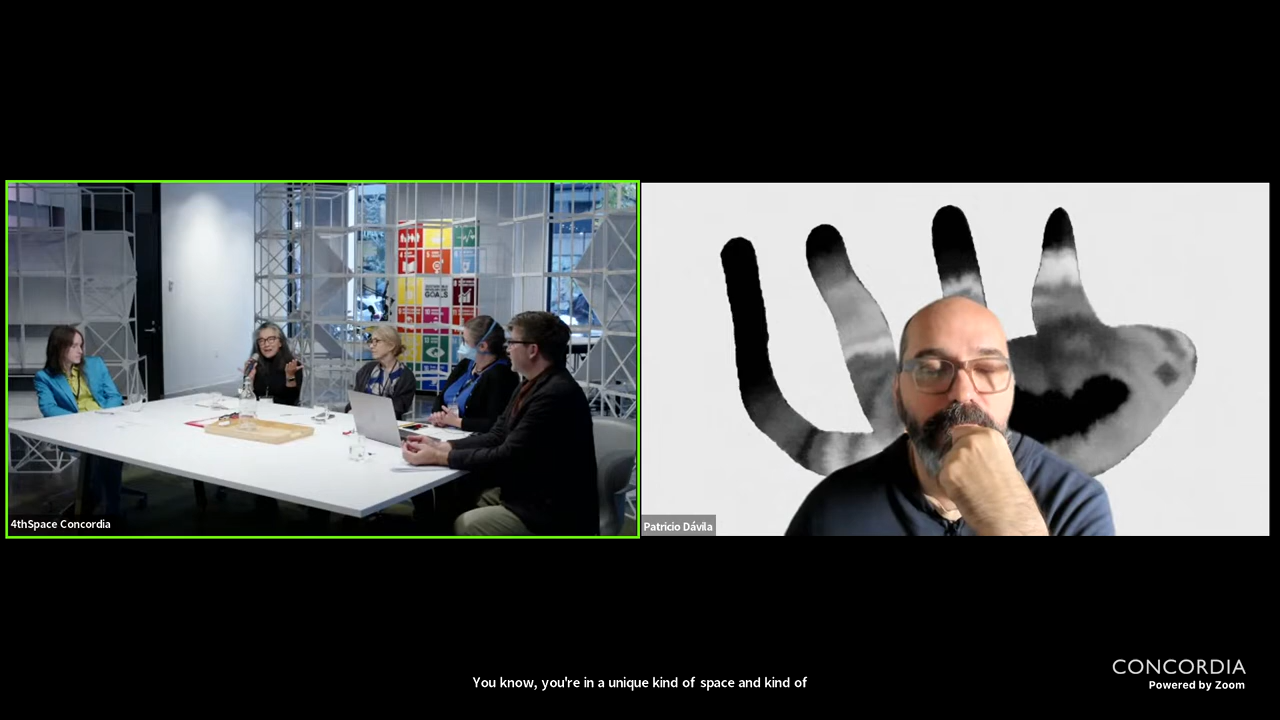 GOALS
4thSpace Concordia
Patricio Dávila
You know, you're in a unique kind of space and kind of
CONCORDIA
Powered by Zoom